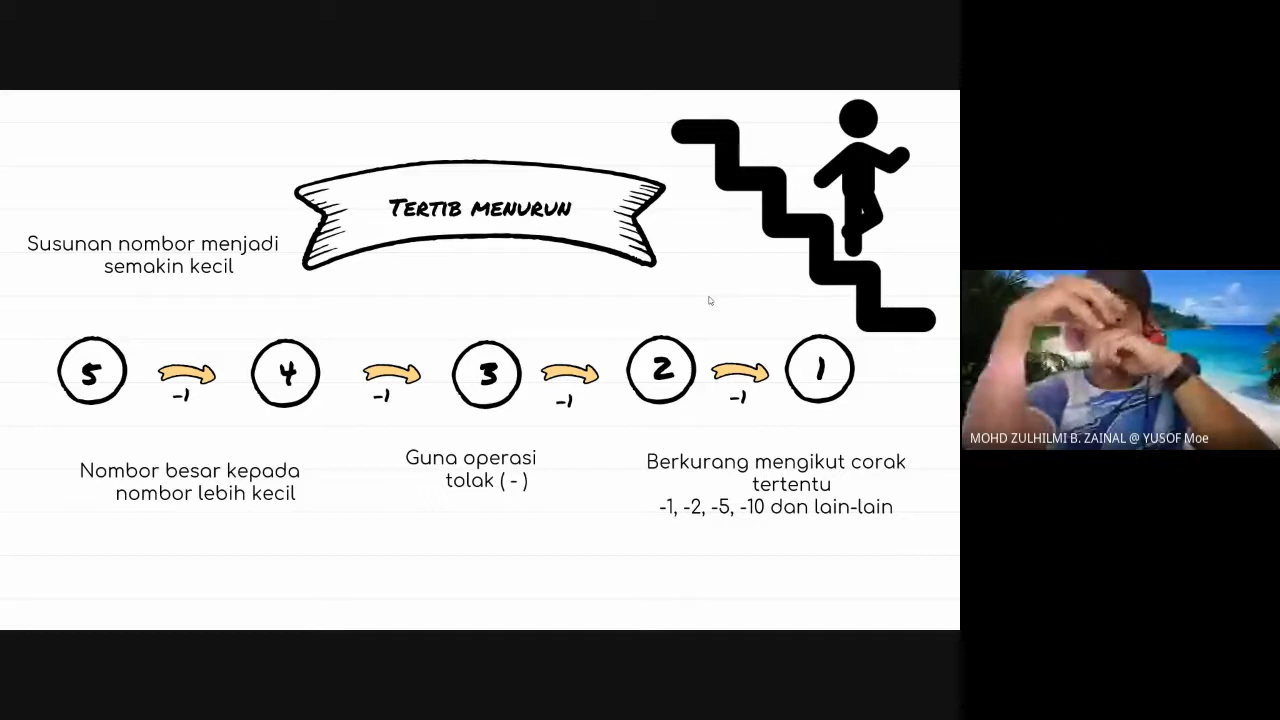 TERTIB MENURUN
Susunan nombor menjadi
semakin kecil
5 4 3 2 1
-1 -1 -1 -1
Nombor besar kepada
nombor lebih kecil
Guna operasi
tolak ( - )
Berkurang mengikut corak
tertentu
-1, -2, -5, -10 dan lain-lain
MOHD ZULHILMI B. ZAINAL @ YUSOF Moe